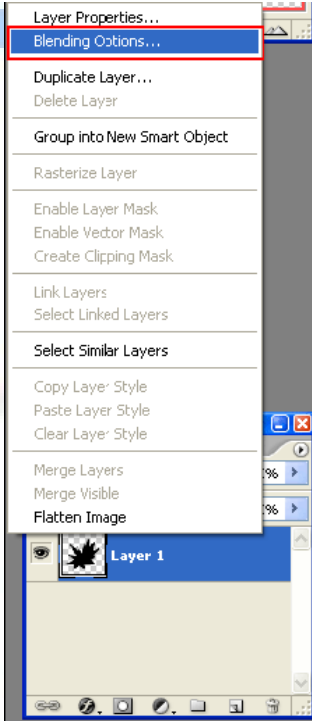 Layer Properties...
Blending Options...
Duplicate Layer...
Delete Layer
Group into New Smart Object
Rasterize Layer
Enable Layer Mask
Enable Vector Mask
Create Clipping Mask
Link Layers
Select Linked Layers
Select Similar Layers
Copy Layer Style
Paste Layer Style
Clear Layer Style
Merge Layers
Merge Visible
Flatten Image
Layer 1